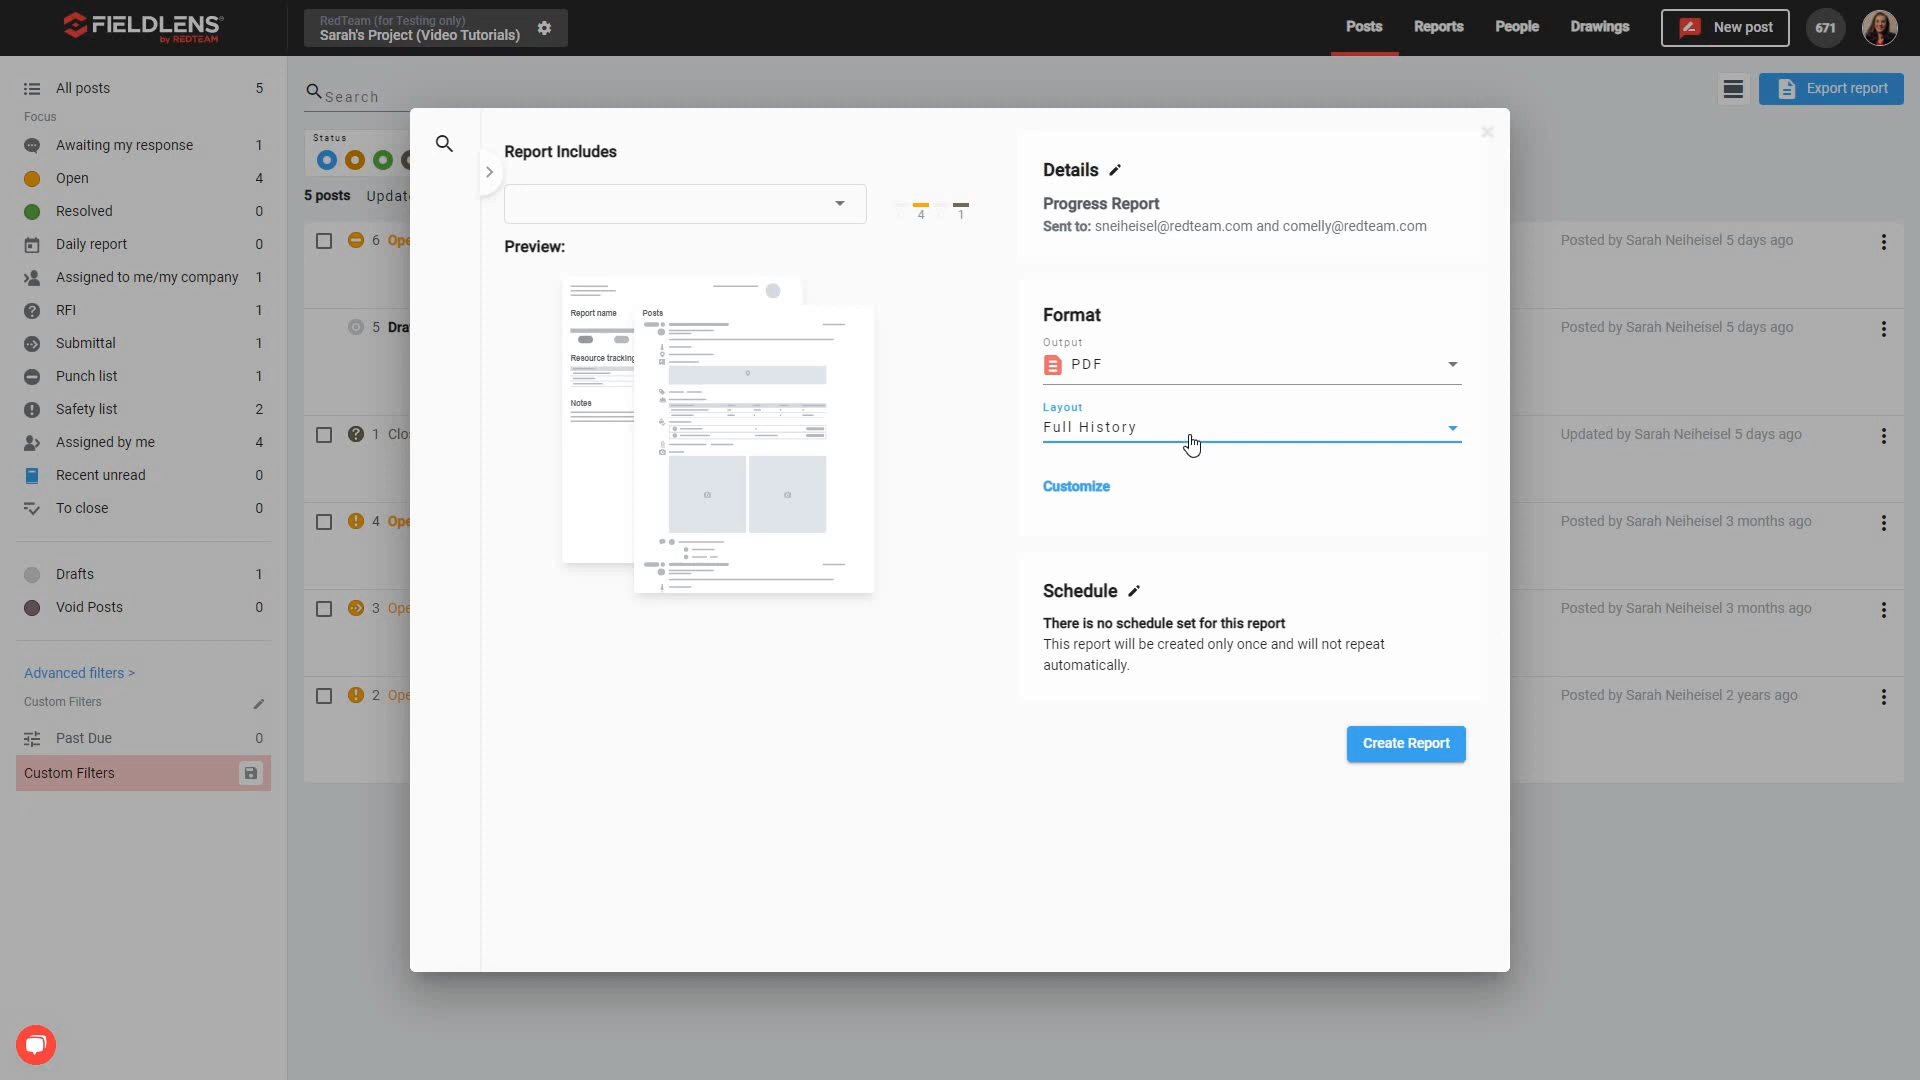 FIELDLENS
by REDTEAM
RedTeam (for Testing only)
Sarah's Project (Video Tutorials)
Posts
Reports
People
Drawings
New post
671
All posts 5
Focus
Awaiting my response 1
Open 4
Resolved 0
Daily report 0
Assigned to me/my company 1
RFI 1
Submittal 1
Punch list 1
Safety list 2
Assigned by me 4
Recent unread 0
To close 0
Drafts 1
Void Posts 0
Advanced filters >
Custom Filters
Past Due 0
Custom Filters
Search
Export report
Status
5 posts
6
Posted by Sarah Neiheisel 5 days ago
5
Posted by Sarah Neiheisel 5 days ago
1
Updated by Sarah Neiheisel 5 days ago
4
Posted by Sarah Neiheisel 3 months ago
3
Posted by Sarah Neiheisel 3 months ago
2
Posted by Sarah Neiheisel 2 years ago
Report Includes
4 1
Preview:
Report name
Resource tracking
Notes
Posts
Details
Progress Report
Sent to: sneiheisel@redteam.com and comelly@redteam.com
Format
Output
PDF
Layout
Full History
Customize
Schedule
There is no schedule set for this report
This report will be created only once and will not repeat
automatically.
Create Report